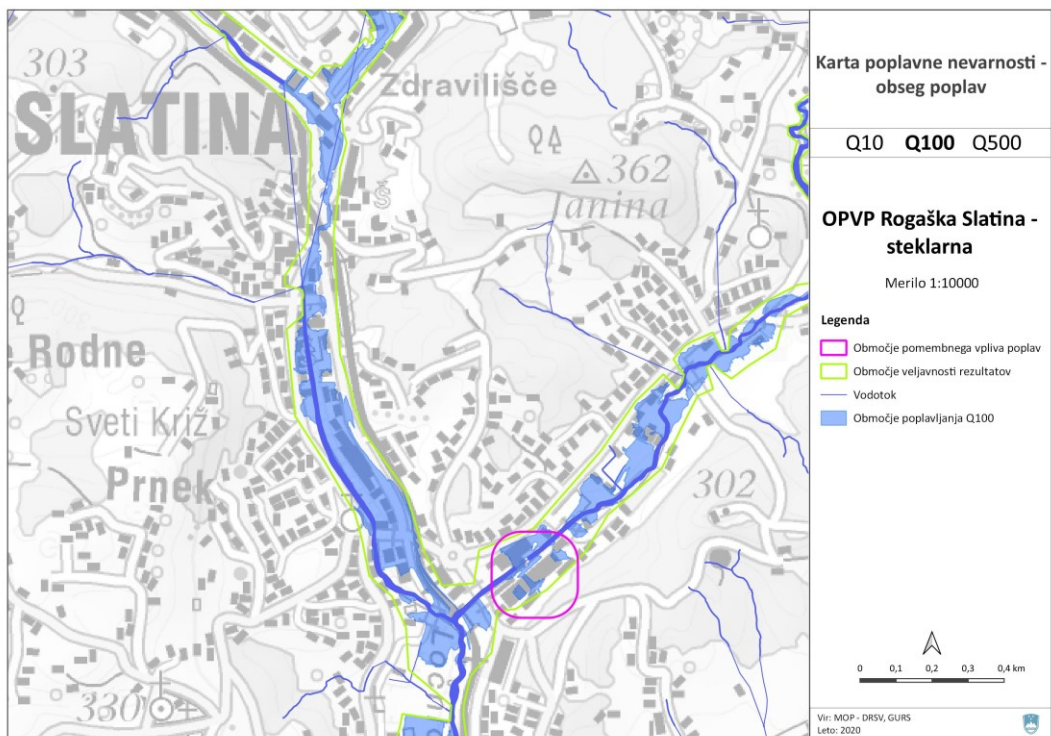 303
SLATINA
Zdravilišče
362
Janina
Š
Rodne
Sveti Križ
Prnek
302
330
Karta poplavne nevarnosti -
obseg poplav
Q10 Q100 Q500
OPVP Rogaška Slatina -
steklarna
Merilo 1:10000
Legenda
Območje pomembnega vpliva poplav
Območje veljavnosti rezultatov
Vodotok
Območje poplavljanja Q100
0 0,1 0,2 0,3 0,4 km
Vir: MOP - DRSV, GURS
Leto: 2020